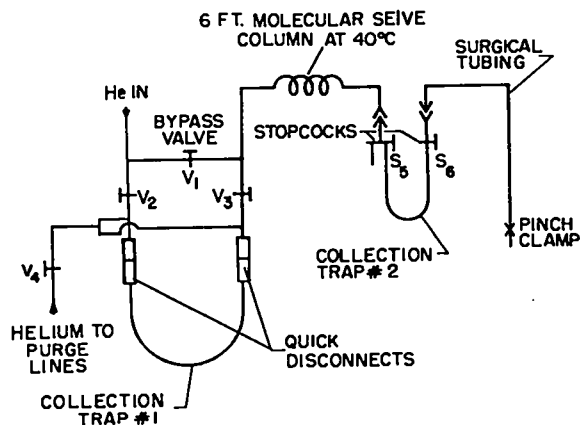 6 FT. MOLECULAR SEIVE
COLUMN AT 40°C
SURGICAL
TUBING
He IN
BYPASS
VALVE
V1
STOPCOCKS
S5
S6
V2
V3
V4
COLLECTION
TRAP #2
PINCH
CLAMP
HELIUM TO
PURGE
LINES
QUICK
DISCONNECTS
COLLECTION
TRAP #1